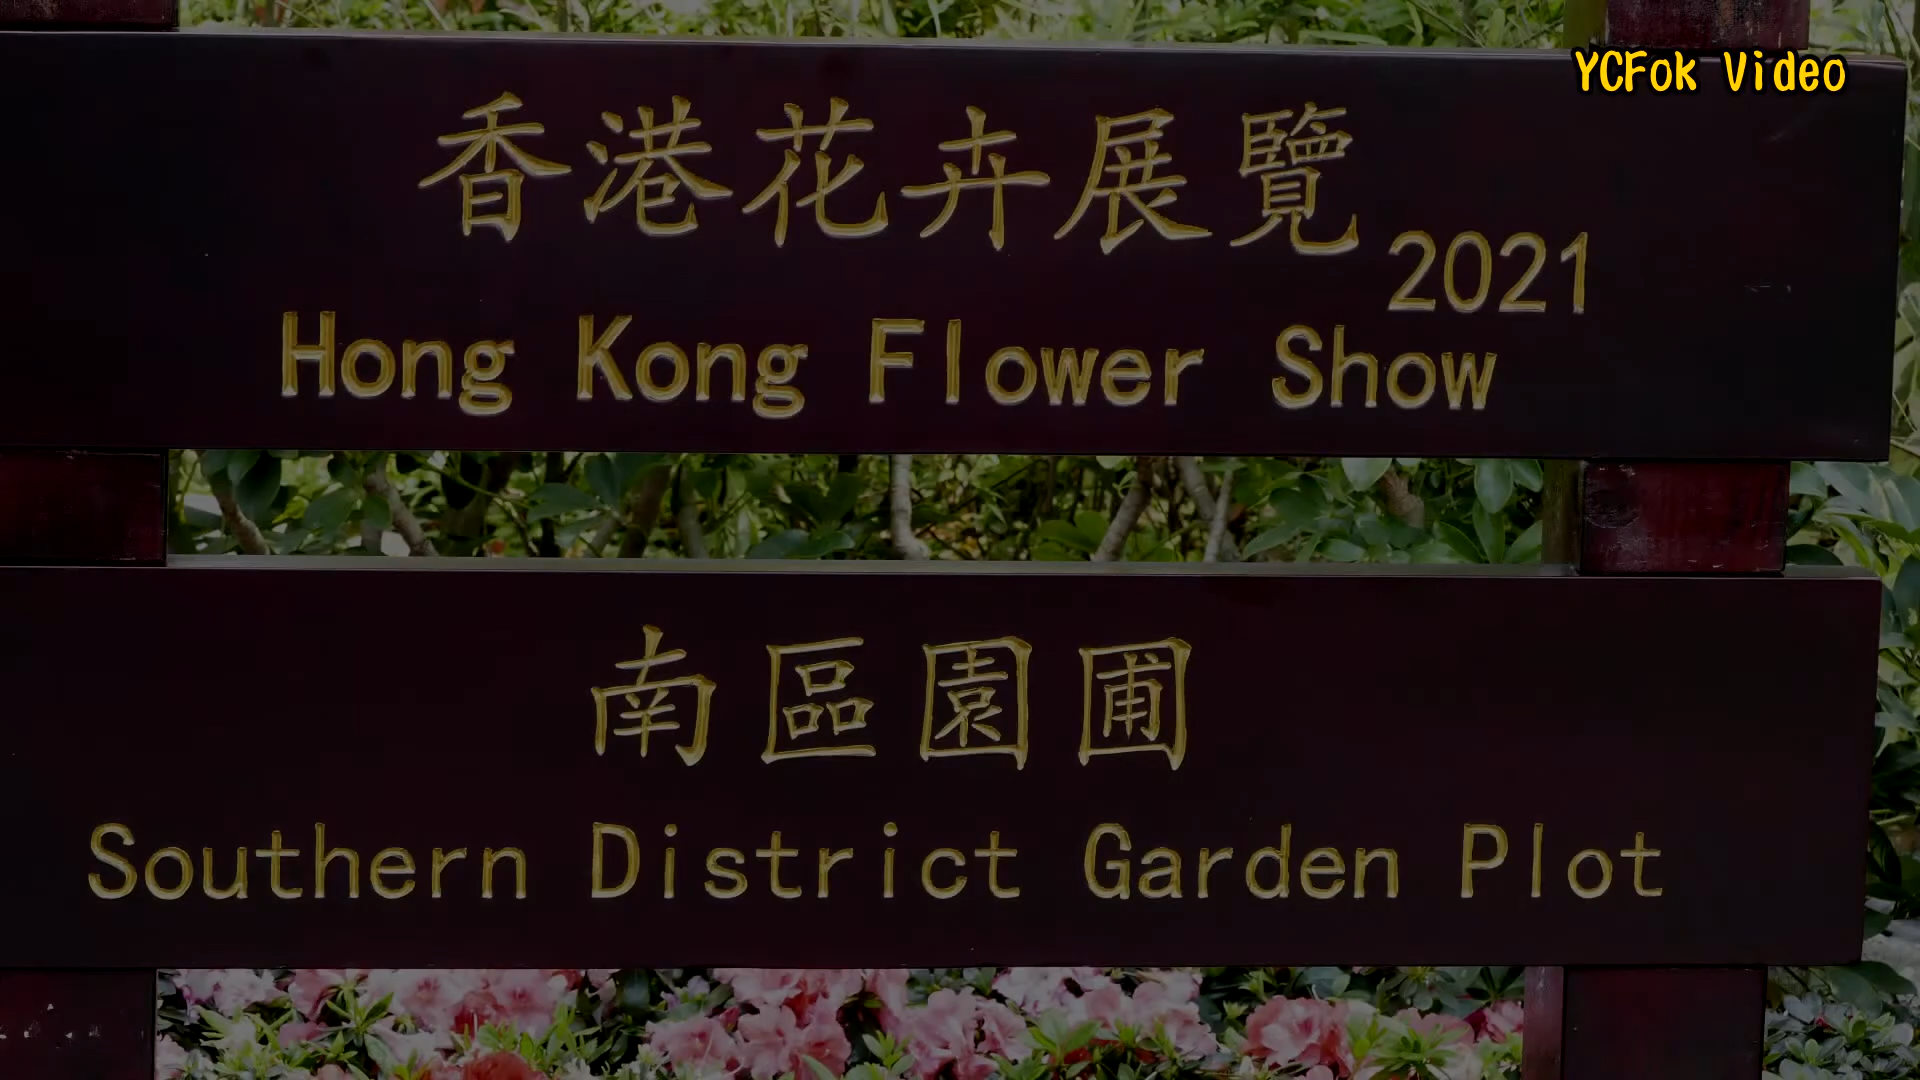 YCFok Video
香港花卉展覽
2021
Hong Kong Flower Show
南區園圃
Southern District Garden Plot